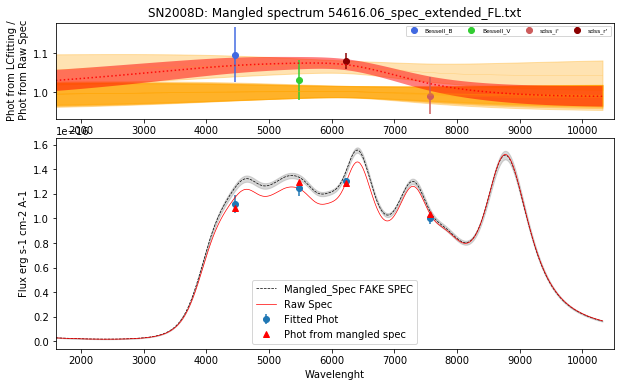 SN2008D: Mangled spectrum 54616.06_spec_extended_FL.txt
Phot from LCfitting /
Phot from Raw Spec
Bessell_B
Bessell_V
sdss_i'
sdss_r'
1.1
1.0
2000 3000 4000 5000 6000 7000 8000 9000 10000
1e−16
Flux erg s-1 cm-2 A-1
1.6
1.4
1.2
1.0
0.8
0.6
0.4
0.2
0.0
Mangled_Spec FAKE SPEC
Raw Spec
Fitted Phot
Phot from mangled spec
2000 3000 4000 5000 6000 7000 8000 9000 10000
Wavelenght